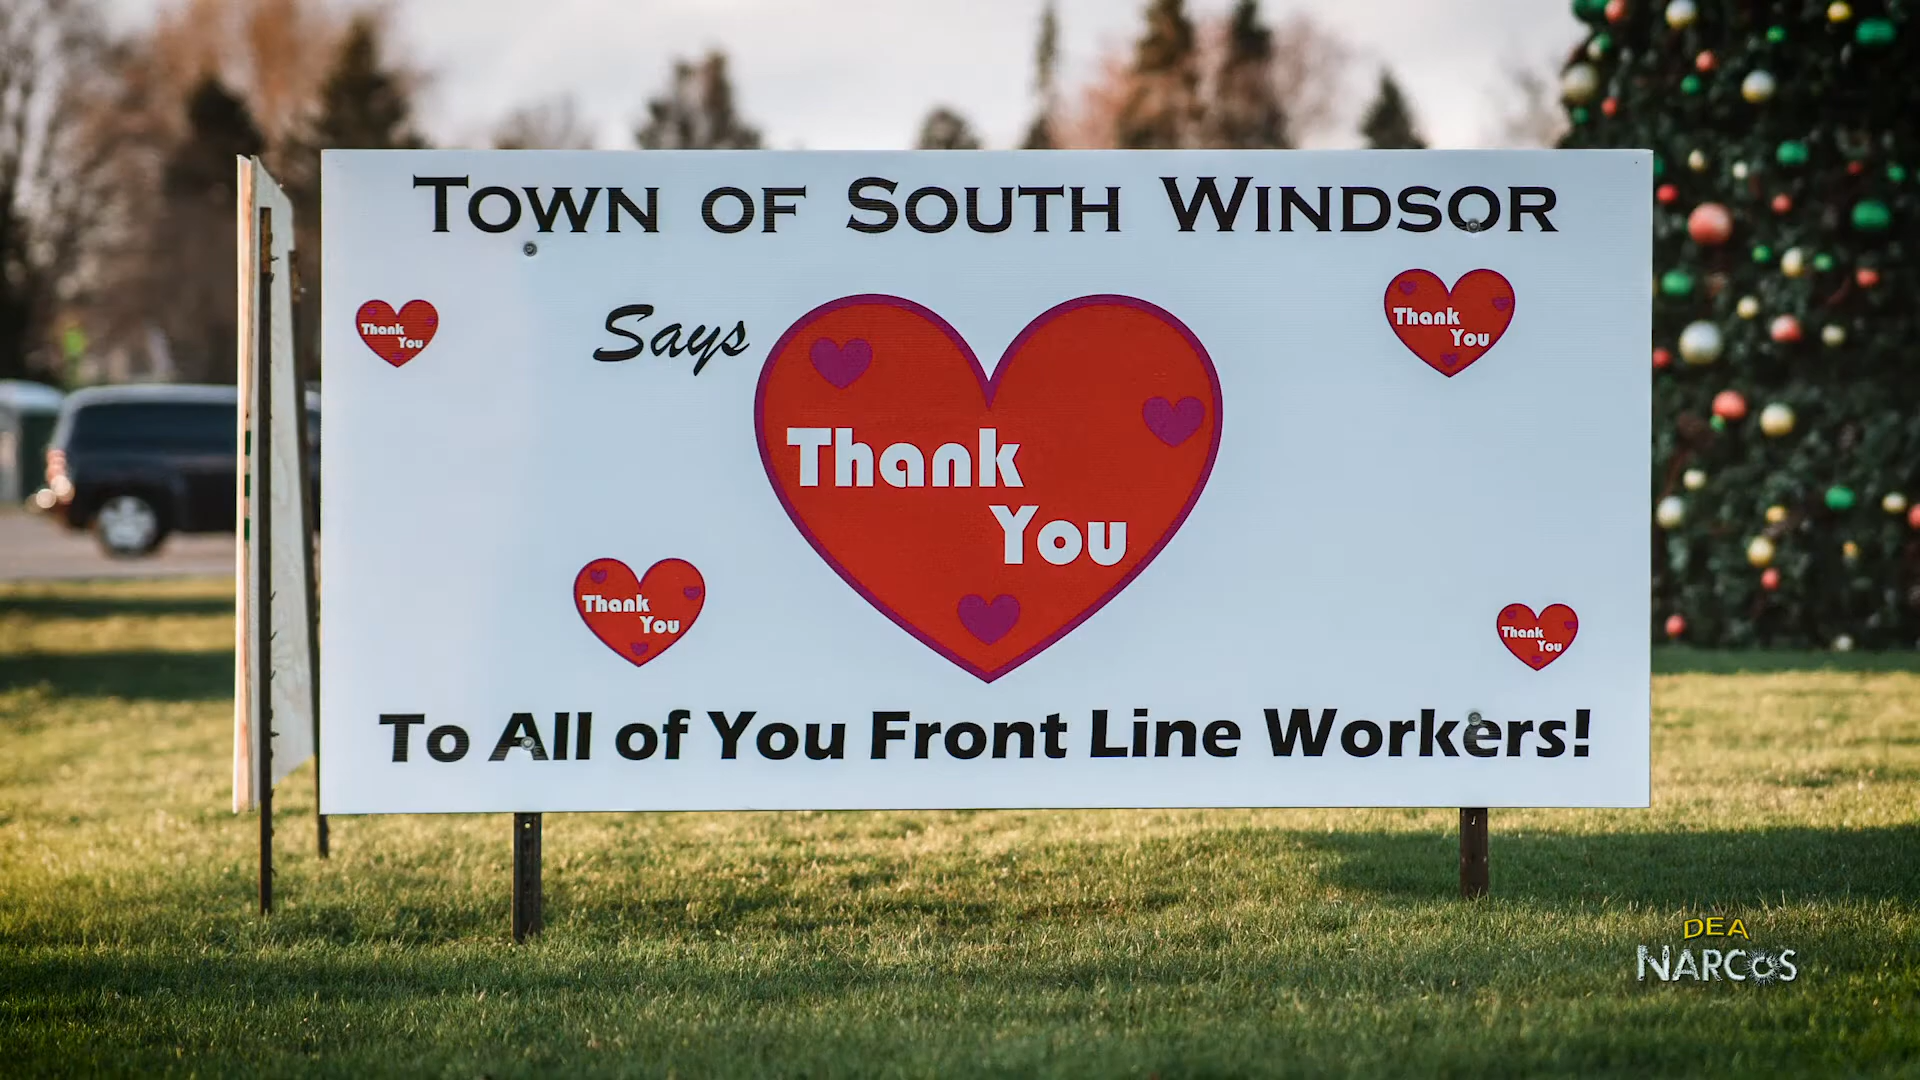 TOWN OF SOUTH WINDSOR
Says
Thank
You
Thank
You
Thank
You
Thank
You
Thank
You
To All of You Front Line Workers!
DEA
NARCOS